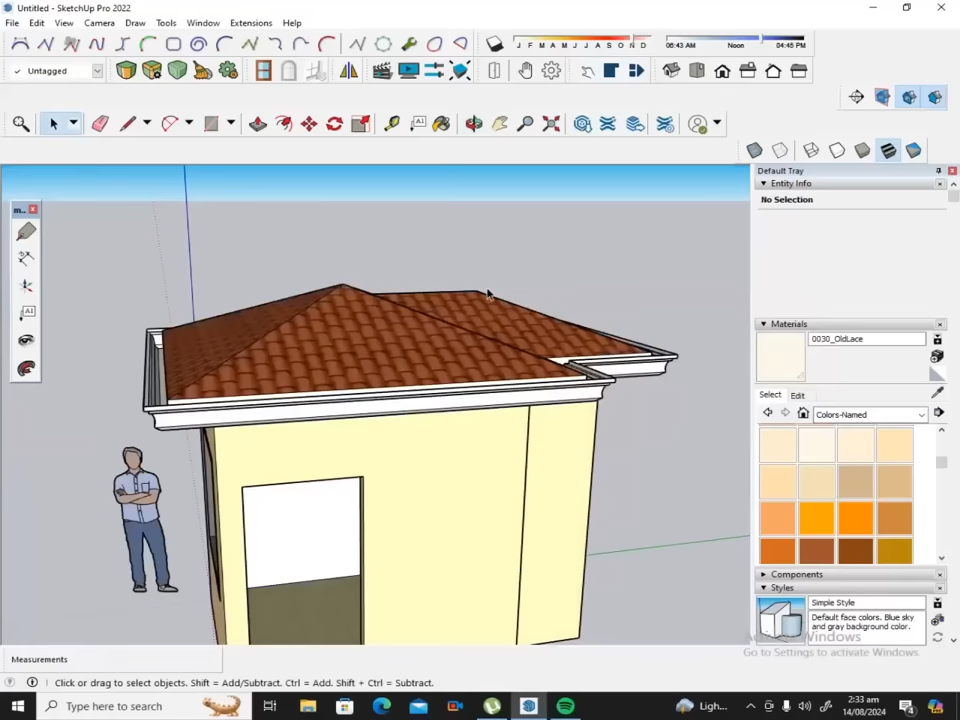 Untitled - SketchUp Pro 2022
File Edit View Camera Draw Tools Window Extensions Help
J F M A M J J A S O N D
06:43 AM Noon 04:45 PM
Untagged
Default Tray
Entity Info
No Selection
m...
Materials
0030_OldLace
Select Edit
Colors-Named
Components
Styles
Simple Style
Default face colors. Blue sky
and gray background color.
Activate Windows
Go to Settings to activate Windows.
Measurements
Click or drag to select objects. Shift = Add/Subtract. Ctrl = Add. Shift + Ctrl = Subtract.
Type here to search
Ligh...
2:33 am
14/08/2024
4